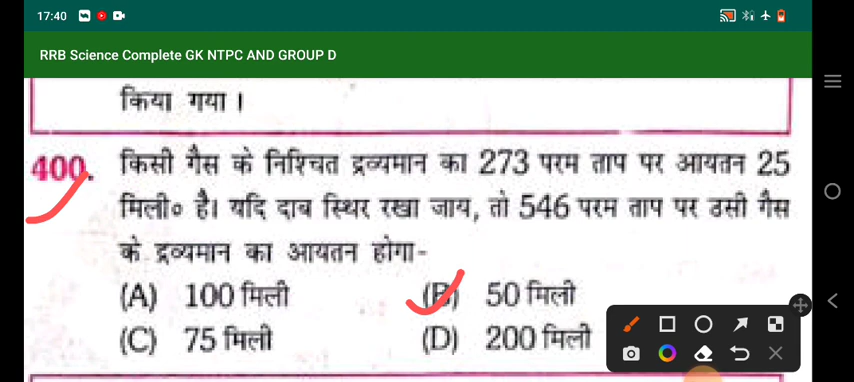 17:40
RRB Science Complete GK NTPC AND GROUP D
किया गया ।
400. किसी गैस के निश्चित द्रव्यमान का 273 परम ताप पर आयतन 25
मिली० है। यदि दाब स्थिर रखा जाय, तो 546 परम ताप पर उसी गैस
के द्रव्यमान का आयतन होगा-
(A) 100 मिली (B) 50 मिली
(C) 75 मिली (D) 200 मिली